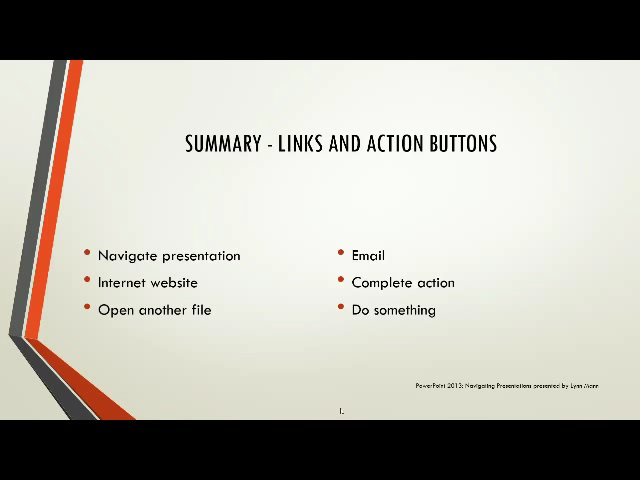 SUMMARY - LINKS AND ACTION BUTTONS
Navigate presentation
Internet website
Open another file
Email
Complete action
Do something
PowerPoint 2013: Navigating Presentations presented by Lynn Mann